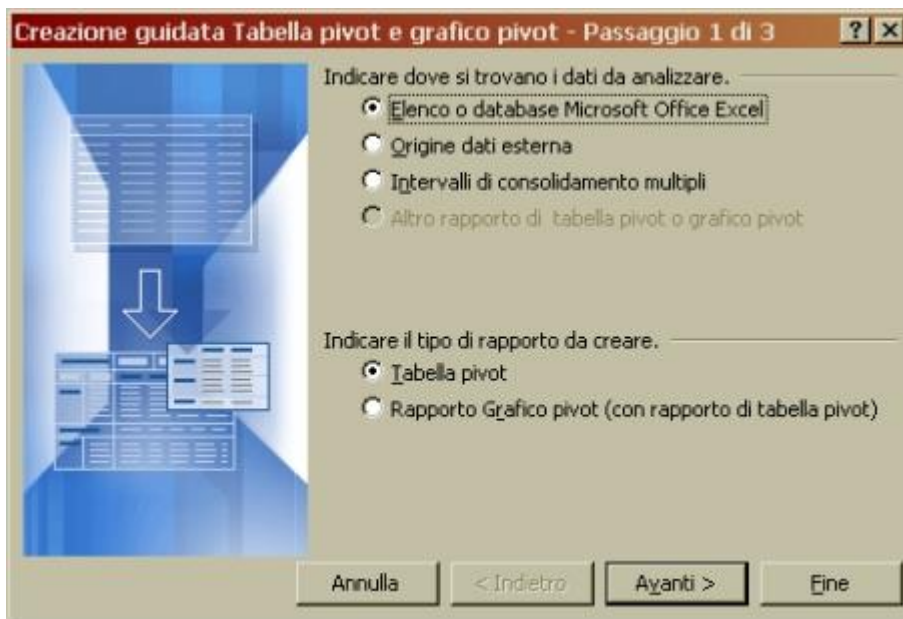 Creazione guidata Tabella pivot e grafico pivot - Passaggio 1 di 3
Indicare dove si trovano i dati da analizzare.
Elenco o database Microsoft Office Excel
Origine dati esterna
Intervalli di consolidamento multipli
Altro rapporto di tabella pivot o grafico pivot
Indicare il tipo di rapporto da creare.
Tabella pivot
Rapporto Grafico pivot (con rapporto di tabella pivot)
Annulla < Indietro Avanti > Fine